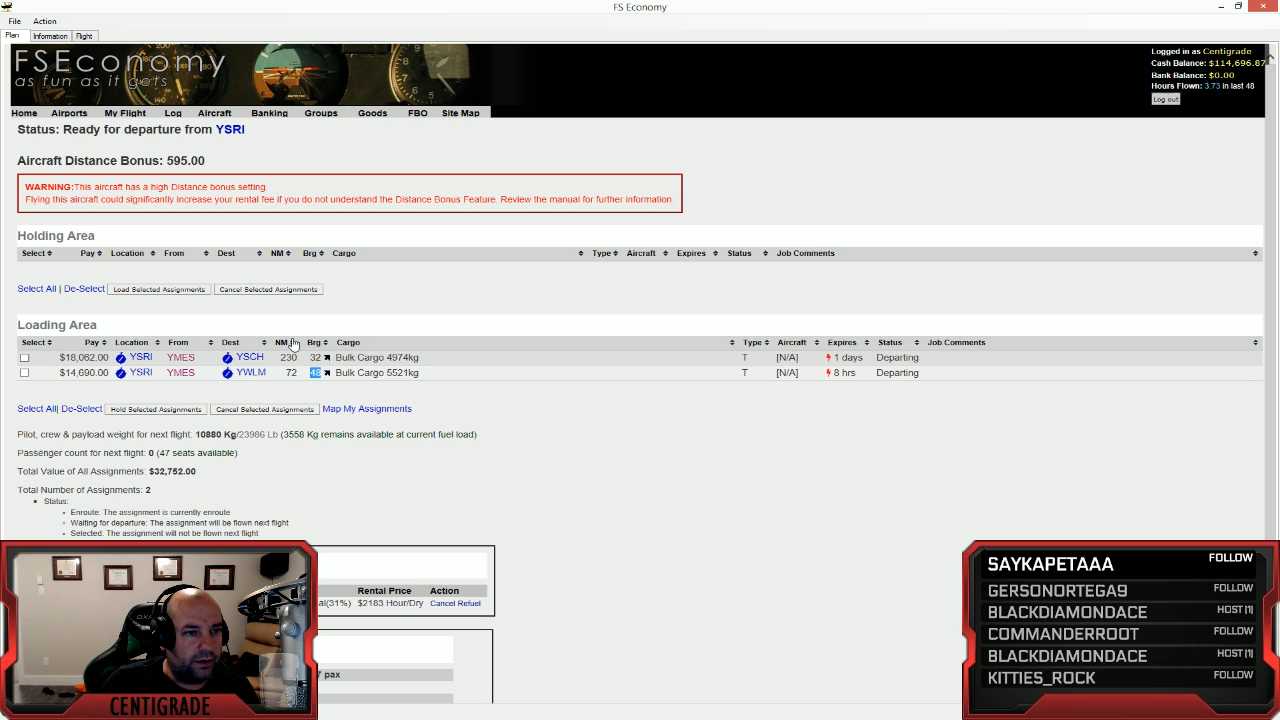 FS Economy
File Action
Plan Information Flight
FSEconomy
as fun as it gets
Logged in as Centigrade
Cash Balance: $114,696.87
Bank Balance: $0.00
Hours Flown: 3.73 in last 48
Log out
Home Airports My Flight Log Aircraft Banking Groups Goods FBO Site Map
Status: Ready for departure from YSRI
Aircraft Distance Bonus: 595.00
WARNING:This aircraft has a high Distance bonus setting.
Flying this aircraft could significantly increase your rental fee if you do not understand the Distance Bonus Feature. Review the manual for further information.
Holding Area
Select Pay Location From Dest NM Brg Cargo Type Aircraft Expires Status Job Comments
Select All | De-Select Load Selected Assignments Cancel Selected Assignments
Loading Area
Select Pay Location From Dest NM Brg Cargo Type Aircraft Expires Status Job Comments
$18,062.00 YSRI YMES YSCH 230 32 Bulk Cargo 4974kg T [N/A] 1 days Departing
$14,690.00 YSRI YMES YWLM 72 48 Bulk Cargo 5521kg T [N/A] 8 hrs Departing
Select All| De-Select Hold Selected Assignments Cancel Selected Assignments Map My Assignments
Pilot, crew & payload weight for next flight: 10880 Kg/23986 Lb (3558 Kg remains available at current fuel load)
Passenger count for next flight: 0 (47 seats available)
Total Value of All Assignments: $32,752.00
Total Number of Assignments: 2
Status:
Enroute: The assignment is currently enroute
Waiting for departure: The assignment will be flown next flight
Selected: The assignment will not be flown next flight
Rental Price Action
al(31%) $2183 Hour/Dry Cancel Refuel
7 pax
CENTIGRADE
SAYKAPETAAA FOLLOW
GERSONORTEGA9 FOLLOW
BLACKDIAMONDACE HOST [1]
COMMANDERROOT FOLLOW
BLACKDIAMONDACE HOST [1]
KITTIES_ROCK FOLLOW